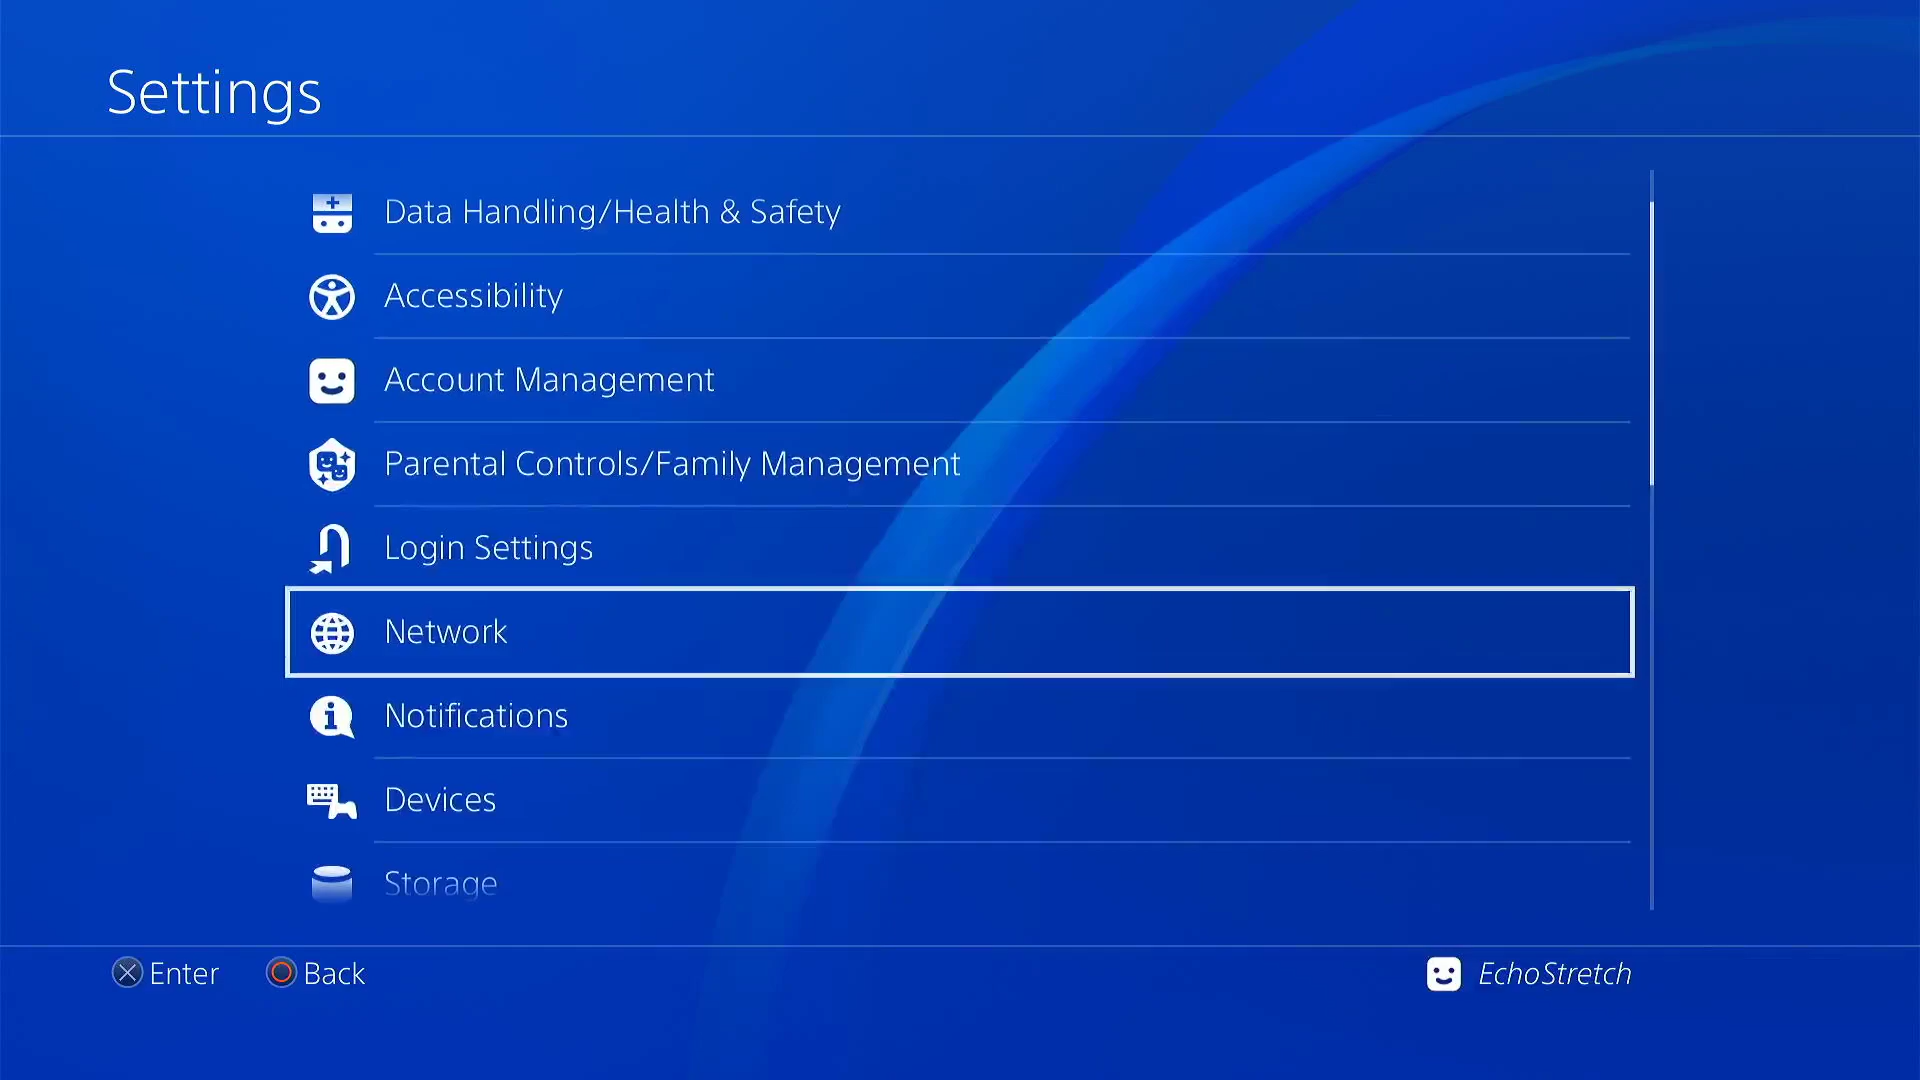 Settings
Data Handling/Health & Safety
Accessibility
Account Management
Parental Controls/Family Management
Login Settings
Network
Notifications
Devices
Storage
Enter Back EchoStretch